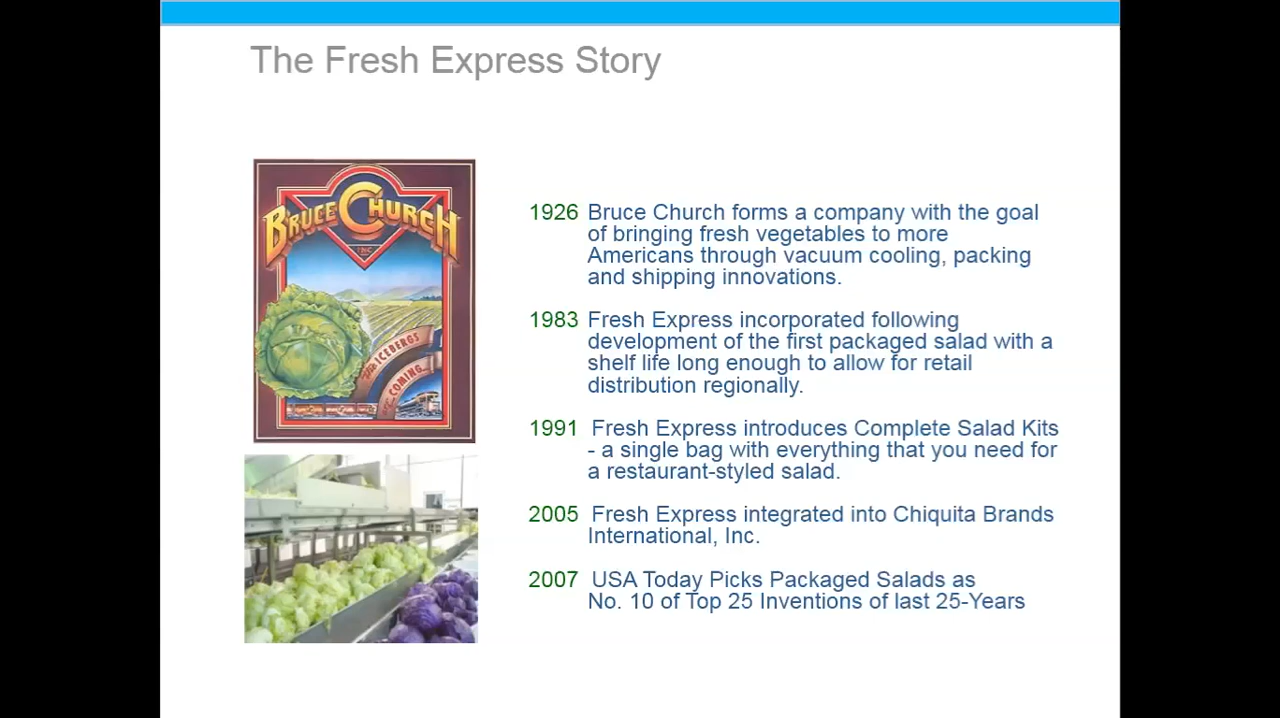 The Fresh Express Story
BRUCE CHURCH
INC
The ICEBERGS
are COMING...
1926 Bruce Church forms a company with the goal
of bringing fresh vegetables to more
Americans through vacuum cooling, packing
and shipping innovations.
1983 Fresh Express incorporated following
development of the first packaged salad with a
shelf life long enough to allow for retail
distribution regionally.
1991 Fresh Express introduces Complete Salad Kits
- a single bag with everything that you need for
a restaurant-styled salad.
2005 Fresh Express integrated into Chiquita Brands
International, Inc.
2007 USA Today Picks Packaged Salads as
No. 10 of Top 25 Inventions of last 25-Years